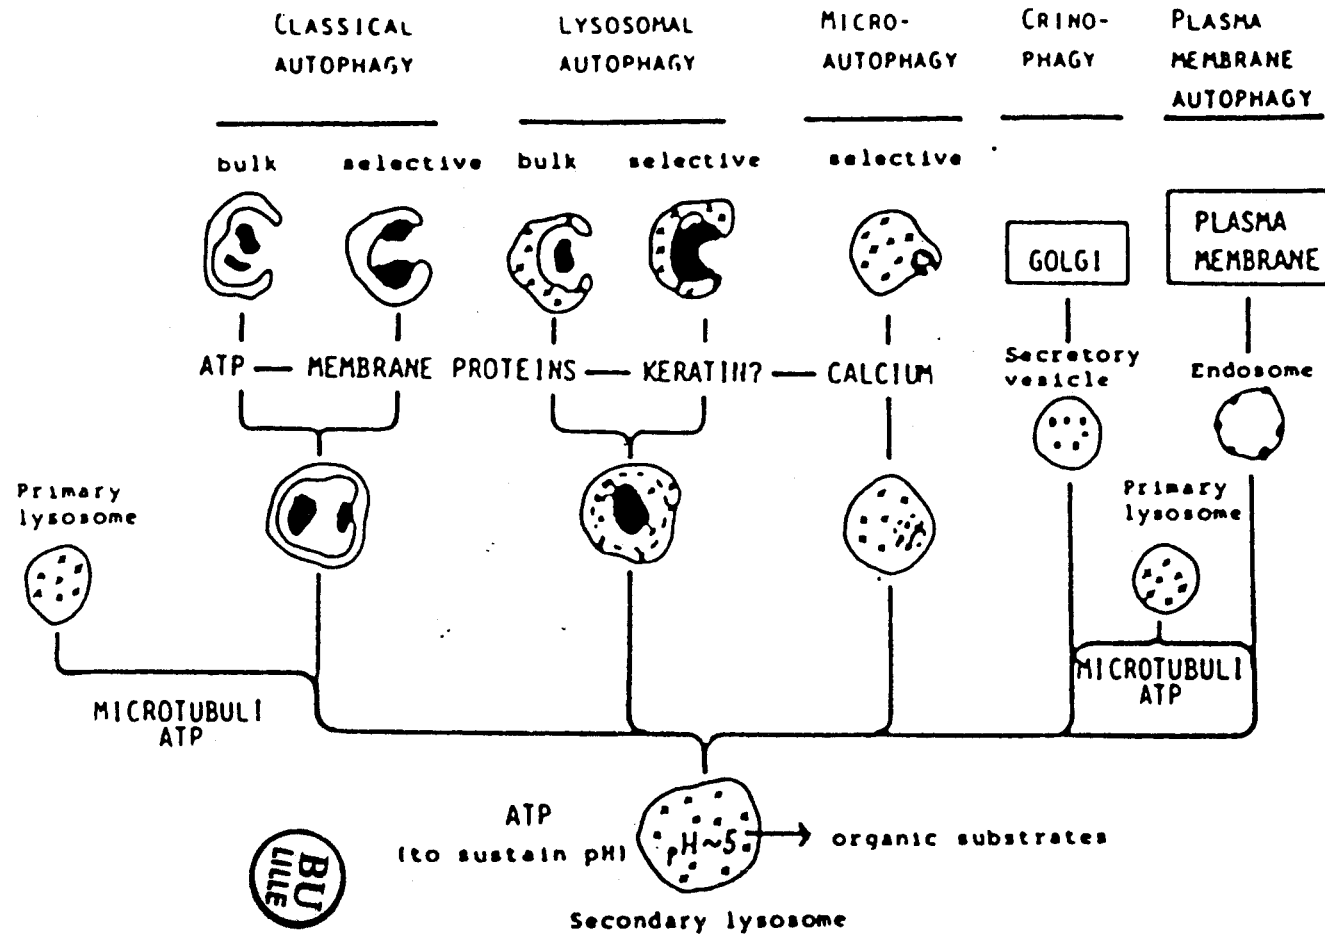 CLASSICAL
AUTOPHAGY
LYSOSOMAL
AUTOPHAGY
MICRO-
AUTOPHAGY
CRINO-
PHAGY
PLASMA
MEMBRANE
AUTOPHAGY
bulk
selective
bulk
selective
selective
GOLGI
PLASMA
MEMBRANE
ATP — MEMBRANE PROTEINS — KERATIN? — CALCIUM
Secretory
vesicle
Endosome
Primary
lysosome
Primary
lysosome
MICROTUBULI
ATP
MICROTUBULI
ATP
ATP
(to sustain pH)
pH~5
organic substrates
Secondary lysosome
BU
LILLE